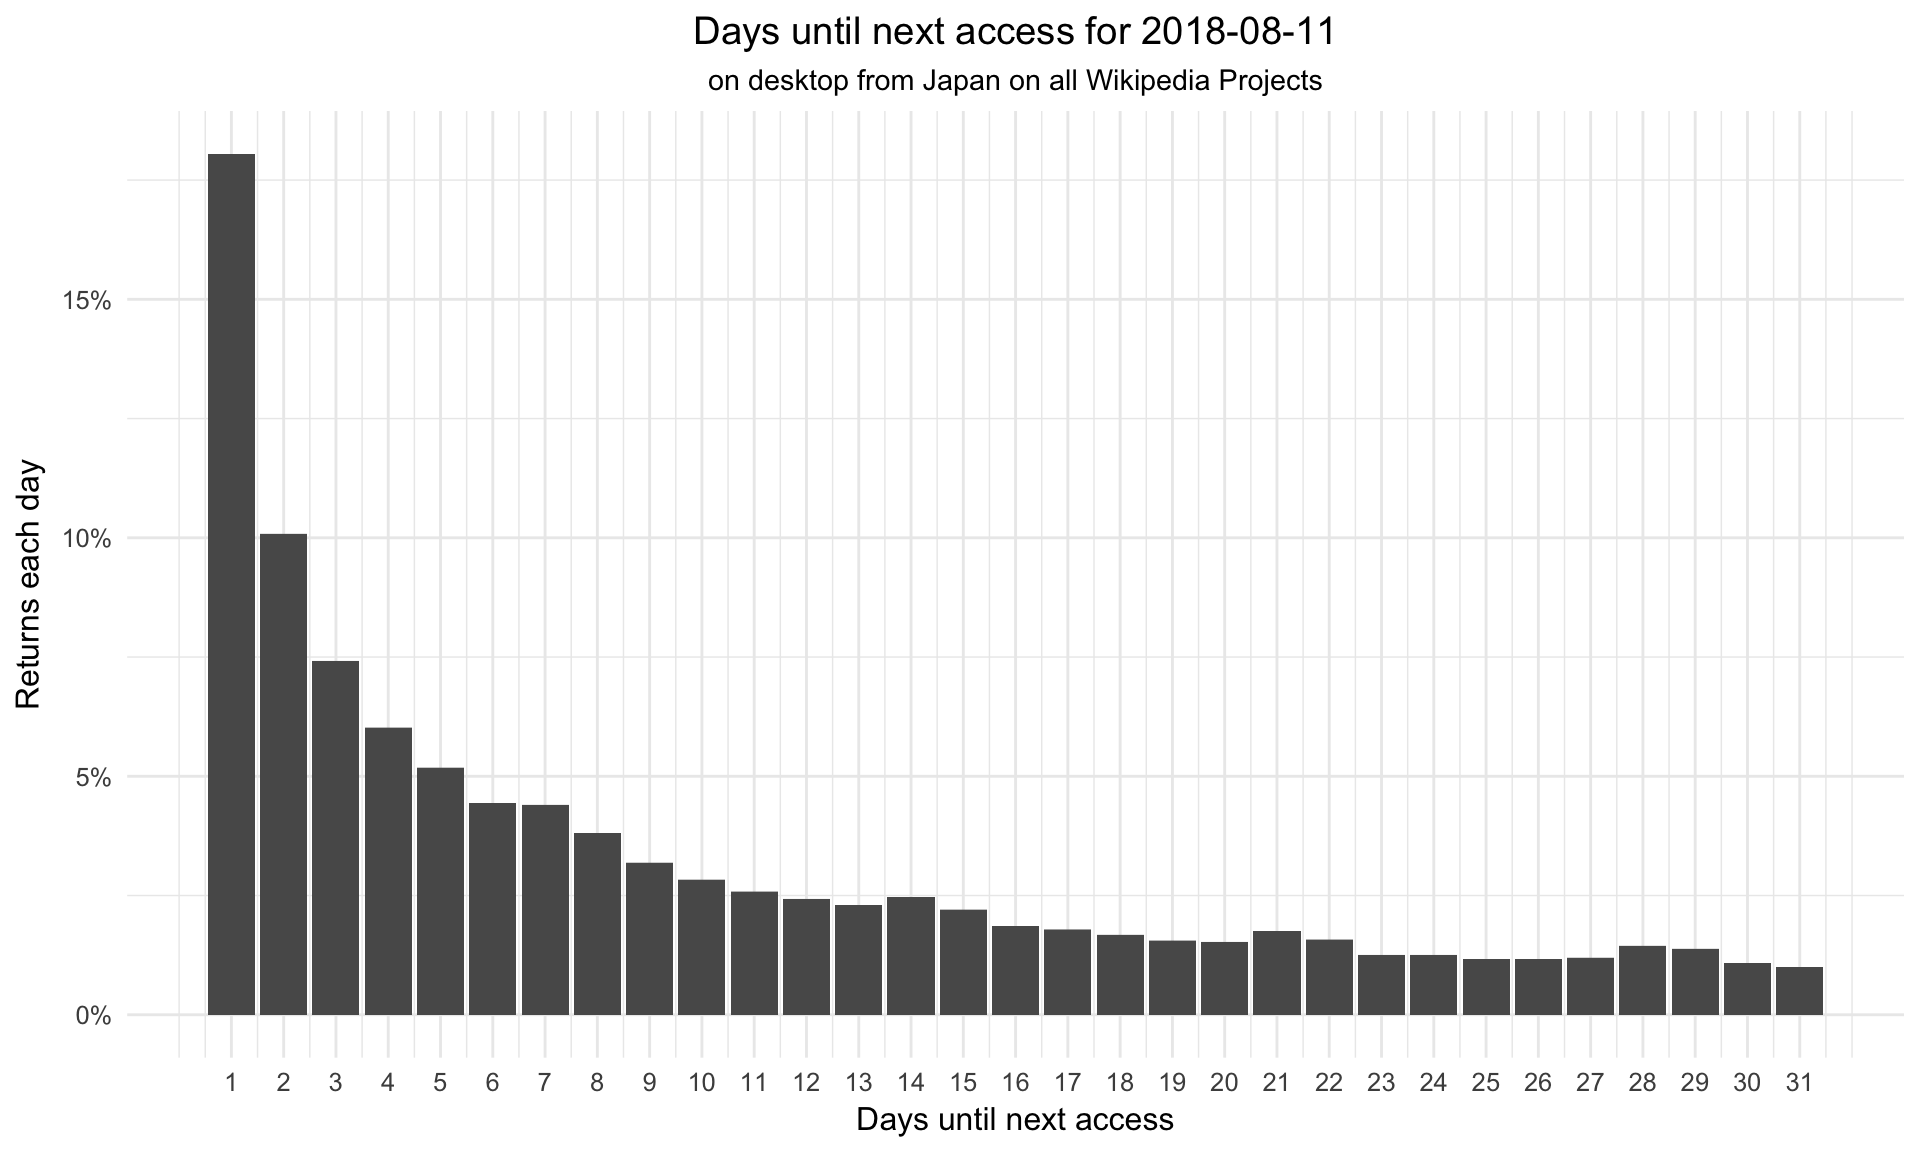 Days until next access for 2018-08-11
on desktop from Japan on all Wikipedia Projects
Returns each day
15%
10%
5%
0%
1 2 3 4 5 6 7 8 9 10 11 12 13 14 15 16 17 18 19 20 21 22 23 24 25 26 27 28 29 30 31
Days until next access